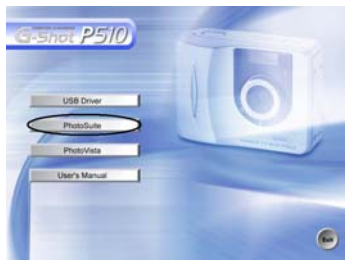 G-Shot P510
USB Driver
PhotoSuite
PhotoVista
User's Manual
Exit